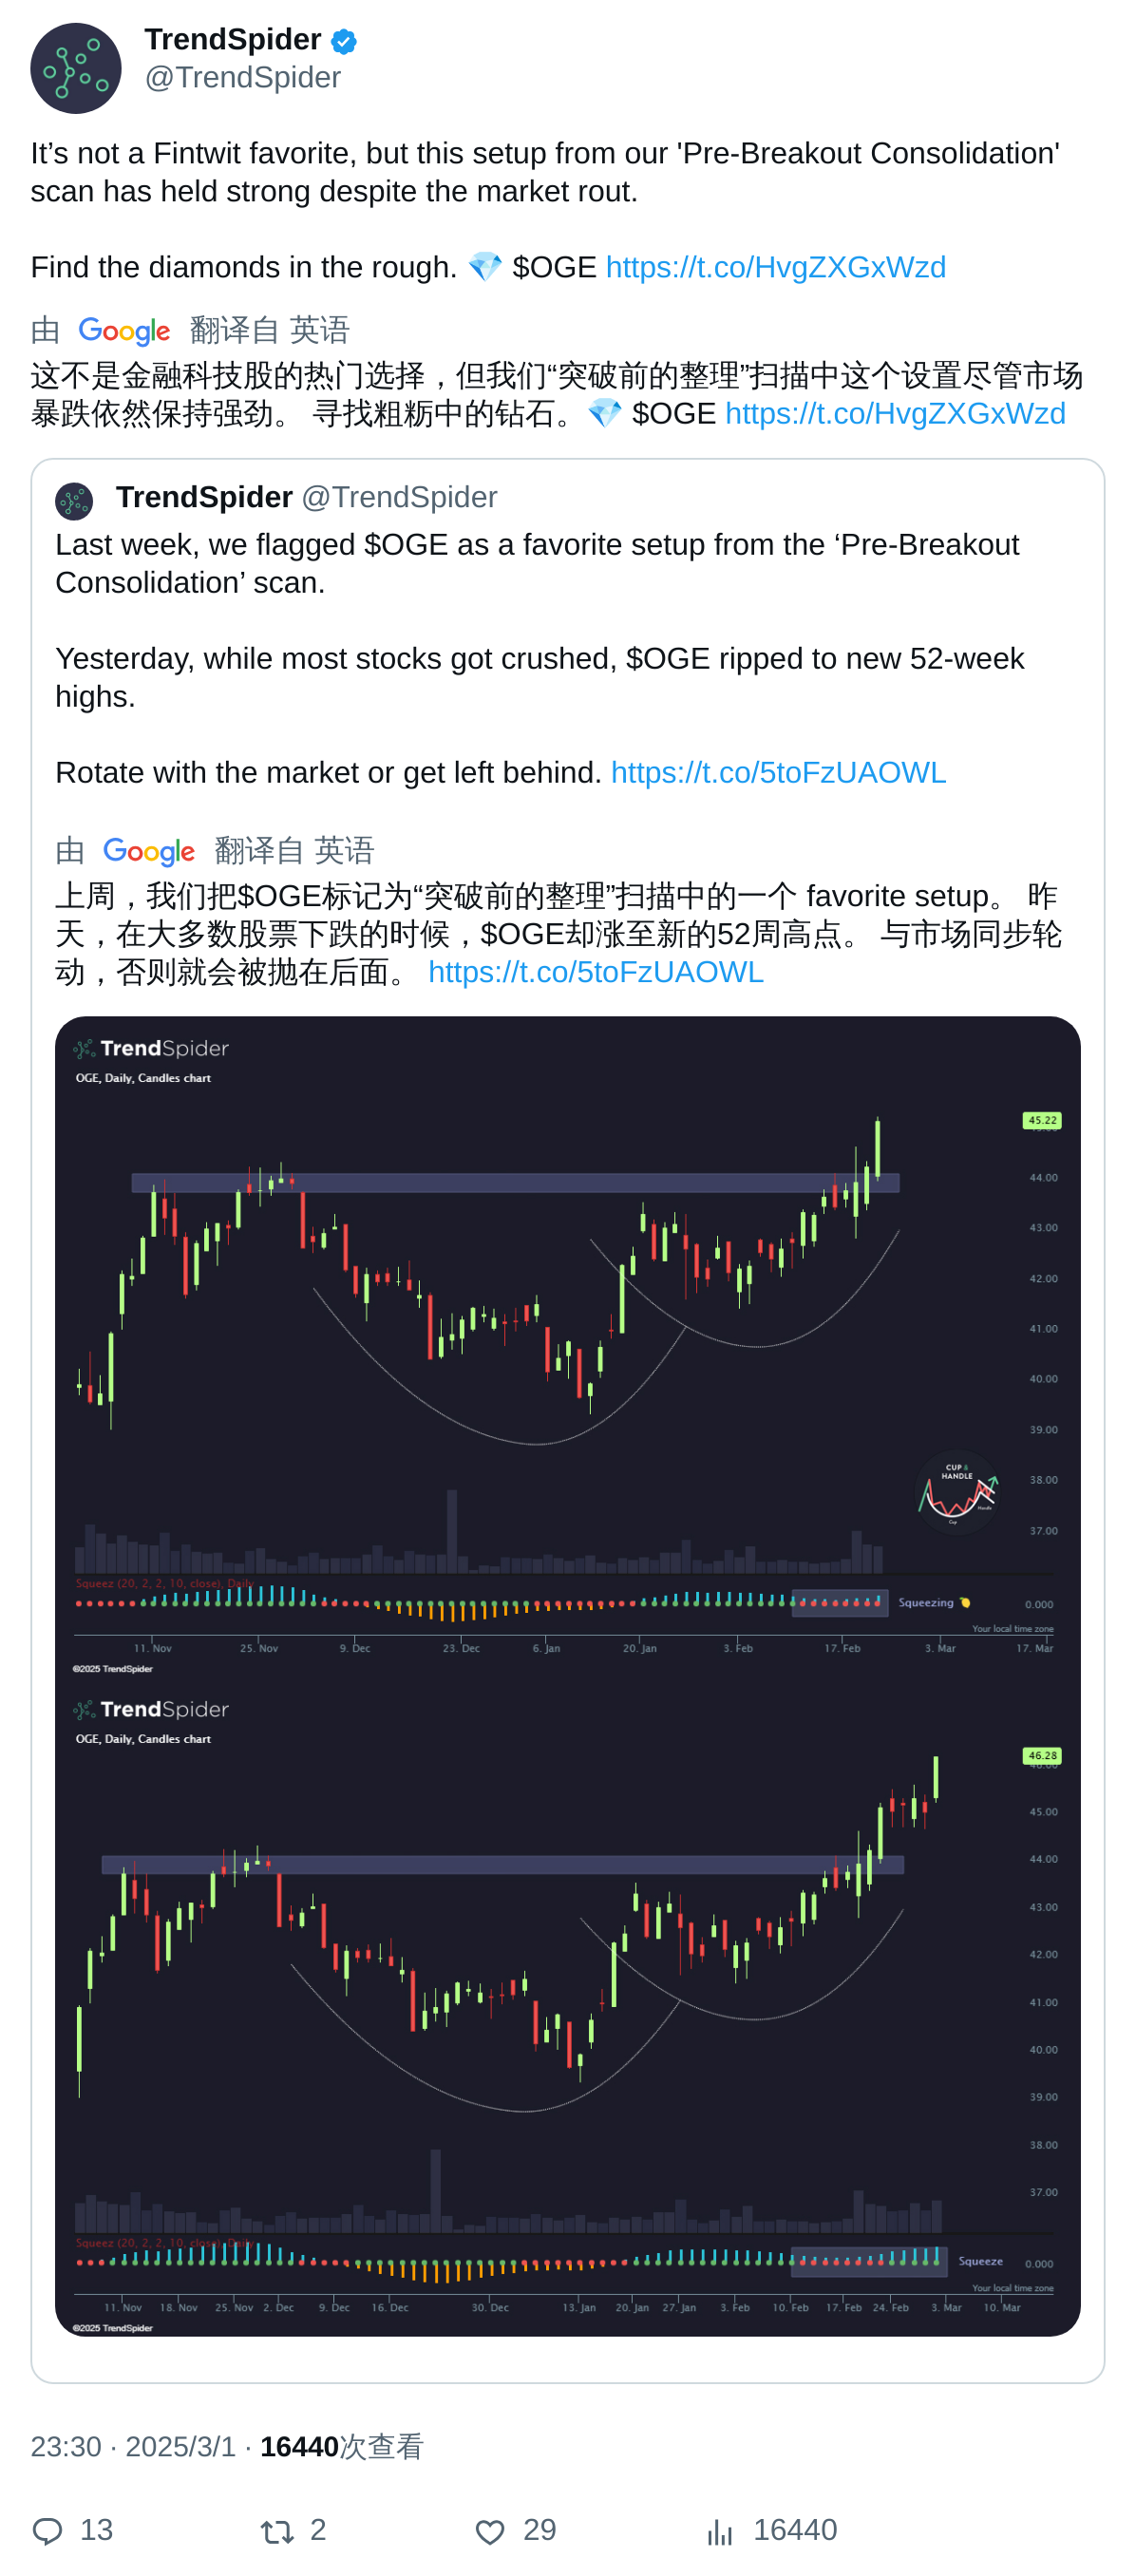 TrendSpider
@TrendSpider
It’s not a Fintwit favorite, but this setup from our 'Pre-Breakout Consolidation'
scan has held strong despite the market rout.
Find the diamonds in the rough. 💎 $OGE https://t.co/HvgZXGxWzd
由 Google 翻译自 英语
这不是金融科技股的热门选择，但我们“突破前的整理”扫描中这个设置尽管市场
暴跌依然保持强劲。 寻找粗粝中的钻石。💎 $OGE https://t.co/HvgZXGxWzd
TrendSpider @TrendSpider
Last week, we flagged $OGE as a favorite setup from the ‘Pre-Breakout
Consolidation’ scan.
Yesterday, while most stocks got crushed, $OGE ripped to new 52-week
highs.
Rotate with the market or get left behind. https://t.co/5toFzUAOWL
由 Google 翻译自 英语
上周，我们把$OGE标记为“突破前的整理”扫描中的一个 favorite setup。 昨
天，在大多数股票下跌的时候，$OGE却涨至新的52周高点。 与市场同步轮
动，否则就会被抛在后面。 https://t.co/5toFzUAOWL
TrendSpider
OGE, Daily, Candles chart
45.22
44.00
43.00
42.00
41.00
40.00
39.00
CUP &
HANDLE
Handle
Cup
38.00
37.00
Squeez (20, 2, 2, 10, close), Daily
Squeezing 🍋
0.000
Your local time zone
11. Nov 25. Nov 9. Dec 23. Dec 6. Jan 20. Jan 3. Feb 17. Feb 3. Mar 17. Mar
©2025 TrendSpider
TrendSpider
OGE, Daily, Candles chart
46.28
45.00
44.00
43.00
42.00
41.00
40.00
39.00
38.00
37.00
Squeez (20, 2, 2, 10, close), Daily
Squeeze
0.000
Your local time zone
11. Nov 18. Nov 25. Nov 2. Dec 9. Dec 16. Dec 30. Dec 13. Jan 20. Jan 27. Jan 3. Feb 10. Feb 17. Feb 24. Feb 3. Mar 10. Mar
©2025 TrendSpider
23:30 · 2025/3/1 · 16440次查看
13 2 29 16440